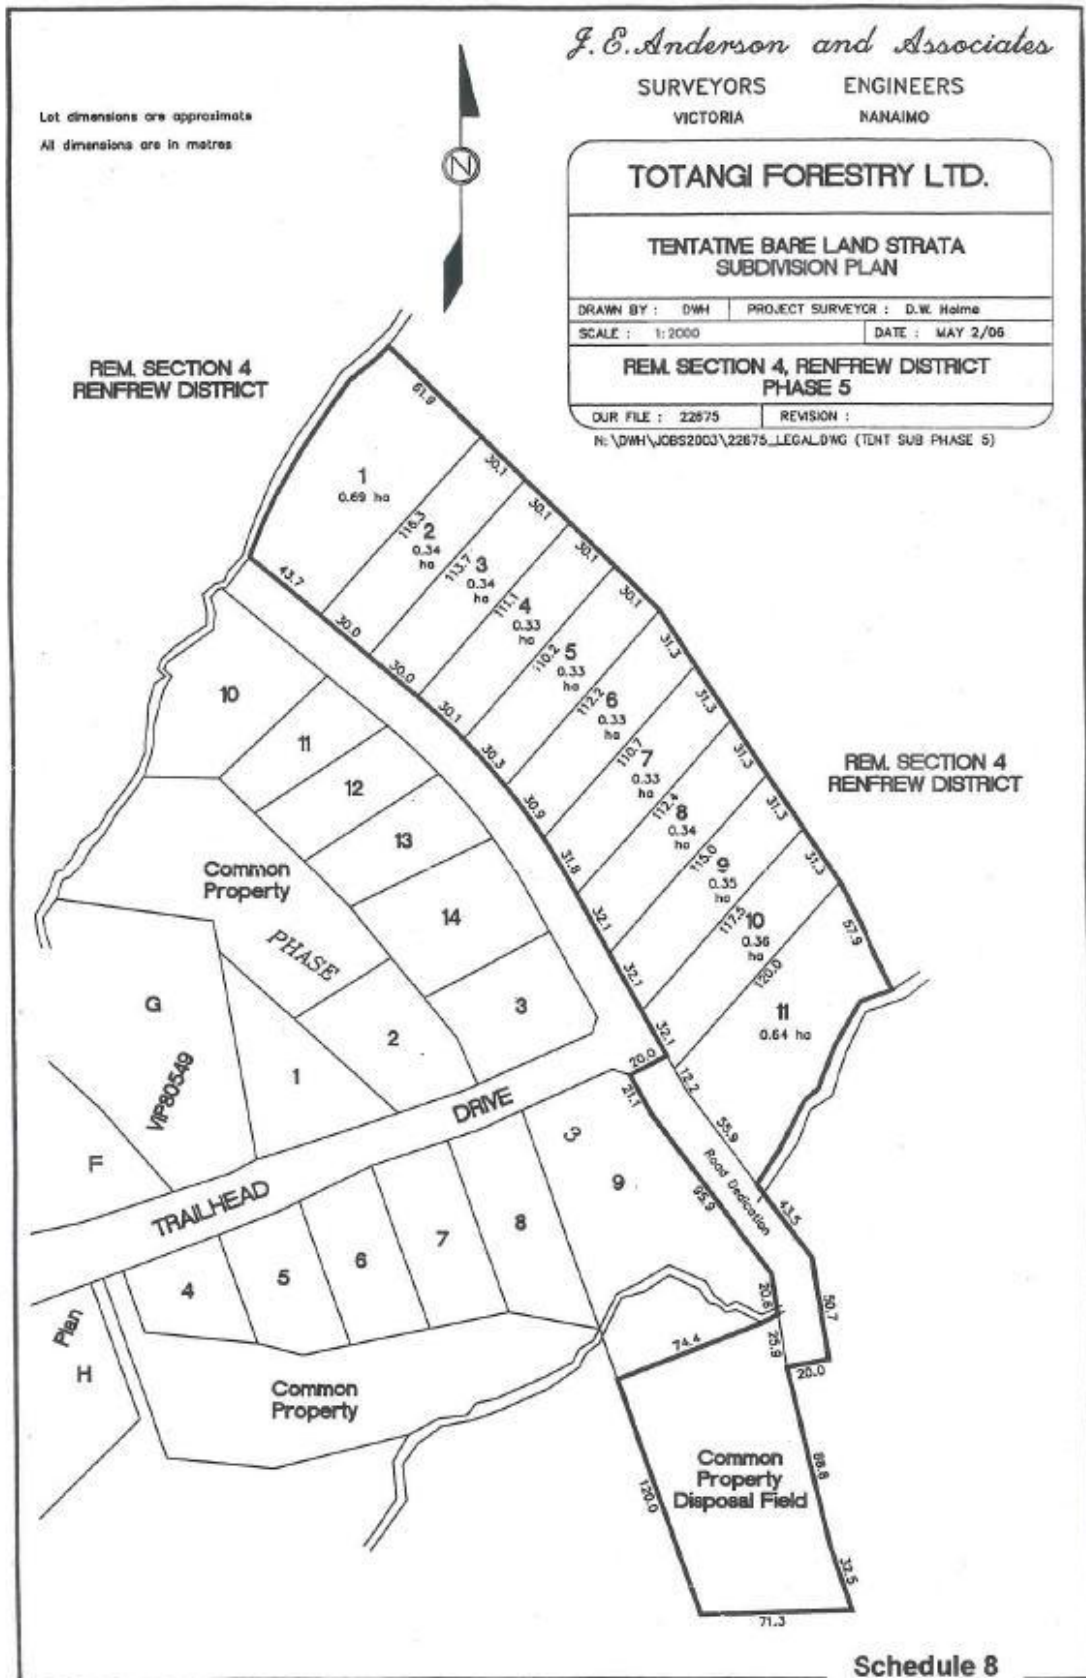 J. E. Anderson and Associates
SURVEYORS ENGINEERS
VICTORIA NANAIMO
Lot dimensions are approximate
All dimensions are in metres
N
TOTANGI FORESTRY LTD.
TENTATIVE BARE LAND STRATA
SUBDIVISION PLAN
DRAWN BY : DWH PROJECT SURVEYOR : D.W. Holme
SCALE : 1:2000 DATE : MAY 2/06
REM. SECTION 4, RENFREW DISTRICT
PHASE 5
OUR FILE : 22675 REVISION :
N:\DWH\JOBS2003\22675_LEGAL.DWG (TENT SUB PHASE 5)
REM. SECTION 4
RENFREW DISTRICT
61.9
30.1
30.1
30.1
30.1
31.3
31.3
31.3
31.3
31.3
57.9
1
0.69 ha
116.3
2
0.34
ha
113.7
3
0.34
ha
111.1
4
0.33
ha
110.2
5
0.33
ha
112.2
6
0.33
ha
110.7
7
0.33
ha
112.4
8
0.34
ha
115.0
9
0.35
ha
117.5
10
0.36
ha
120.0
11
0.64 ha
43.7
30.0
30.0
30.1
30.3
30.9
31.8
32.1
32.1
32.1
REM. SECTION 4
RENFREW DISTRICT
10
11
12
13
14
Common
Property
PHASE
3
2
1
3
G
VIP80549
F
TRAILHEAD DRIVE
20.0
21.1
12.2
55.9
Road Dedication
95.9
43.5
20.6
50.7
25.9
20.0
4
5
6
7
8
9
Plan
H
Common
Property
74.4
Common
Property
Disposal Field
120.0
88.8
32.5
71.3
Schedule 8